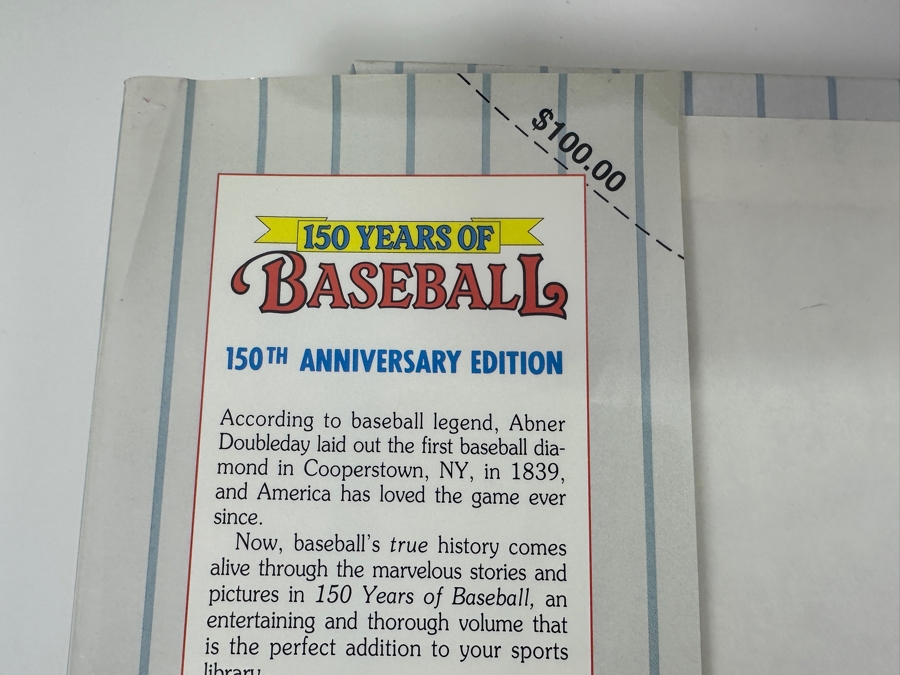 $100.00
150 YEARS OF
BASEBALL
150TH ANNIVERSARY EDITION
According to baseball legend, Abner
Doubleday laid out the first baseball dia-
mond in Cooperstown, NY, in 1839,
and America has loved the game ever
since.
Now, baseball's true history comes
alive through the marvelous stories and
pictures in 150 Years of Baseball, an
entertaining and thorough volume that
is the perfect addition to your sports
library.